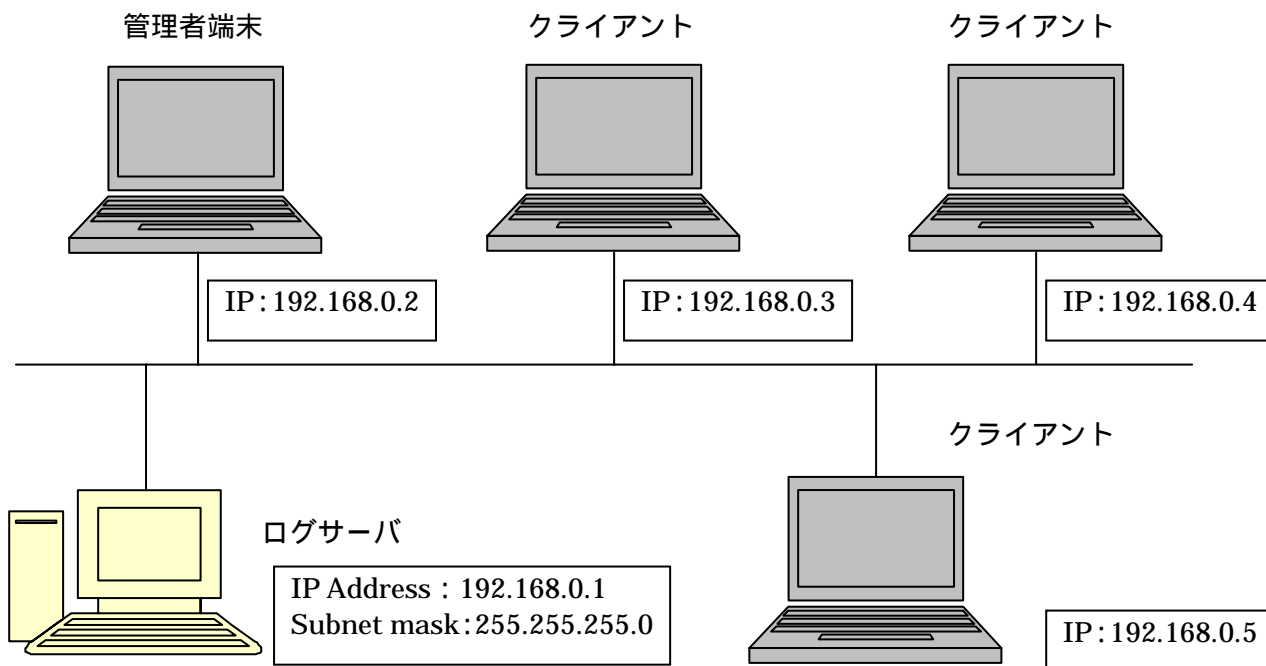 管理者端末
クライアント
クライアント
IP:192.168.0.2
IP:192.168.0.3
IP:192.168.0.4
クライアント
ログサーバ
IP Address:192.168.0.1
Subnet mask:255.255.255.0
IP:192.168.0.5